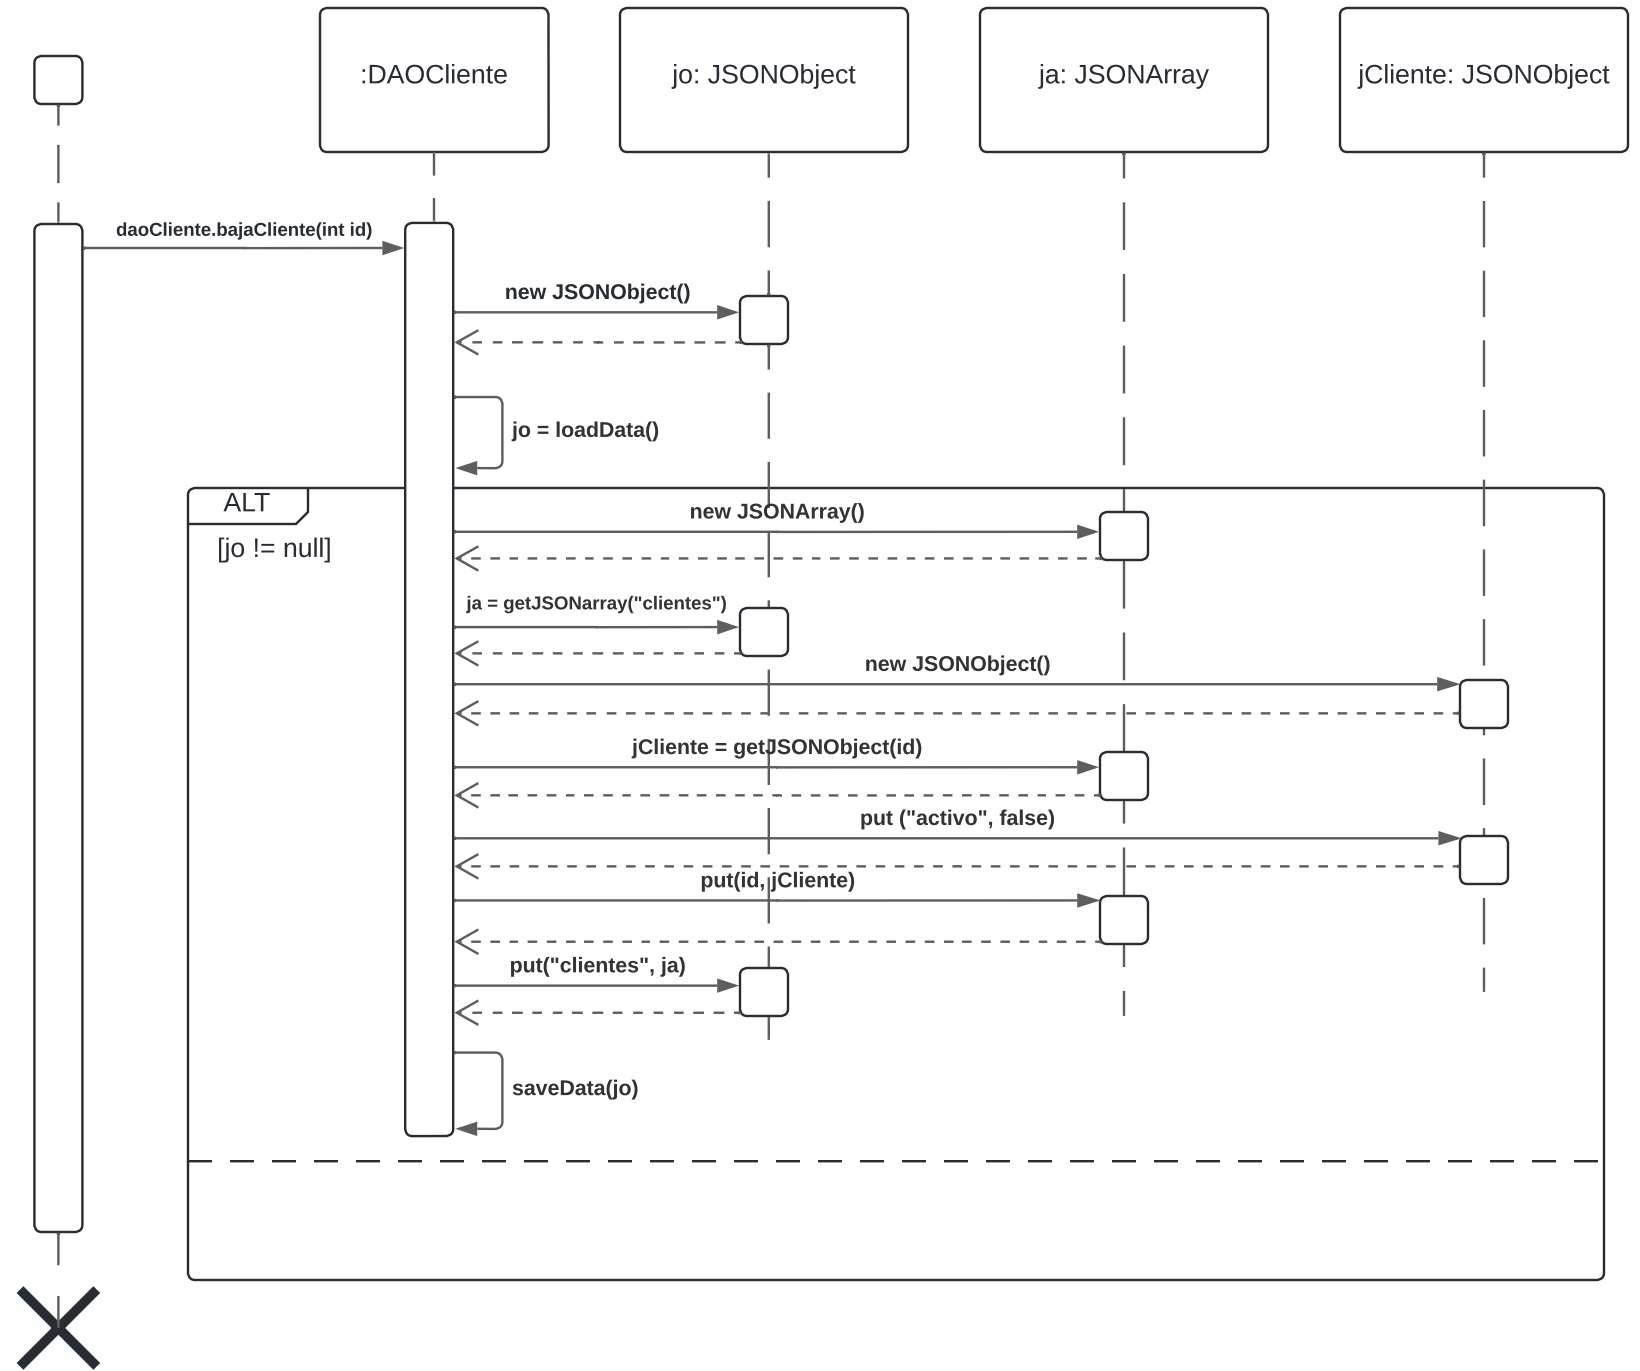 :DAOCliente
jo: JSONObject
ja: JSONArray
jCliente: JSONObject
daoCliente.bajaCliente(int id)
new JSONObject()
jo = loadData()
ALT
new JSONArray()
[jo != null]
ja = getJSONarray("clientes")
new JSONObject()
jCliente = getJSONObject(id)
put ("activo", false)
put(id, jCliente)
put("clientes", ja)
saveData(jo)